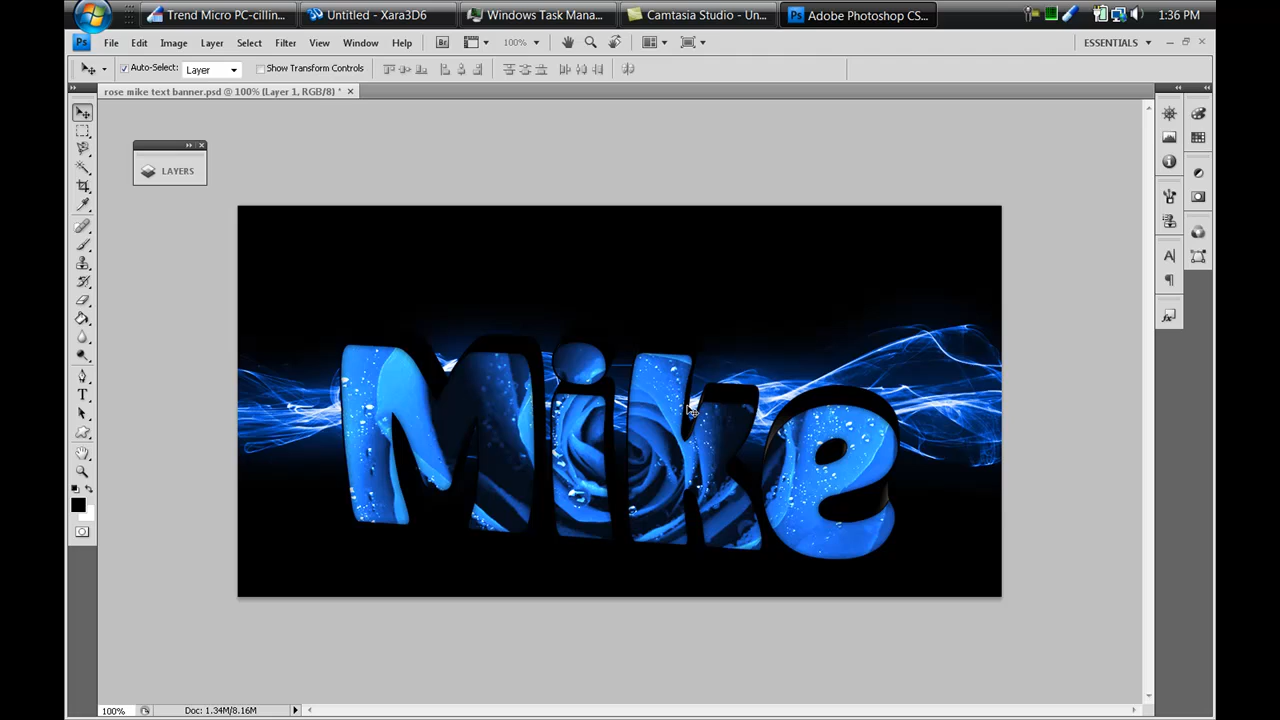 Trend Micro PC-cillin... Untitled - Xara3D6 Windows Task Mana... Camtasia Studio - Un... Ps Adobe Photoshop CS... 1:36 PM
Ps File Edit Image Layer Select Filter View Window Help Br 100% ESSENTIALS
Auto-Select: Layer Show Transform Controls
rose mike text banner.psd @ 100% (Layer 1, RGB/8) *
LAYERS
Mike
100% Doc: 1.34M/8.16M